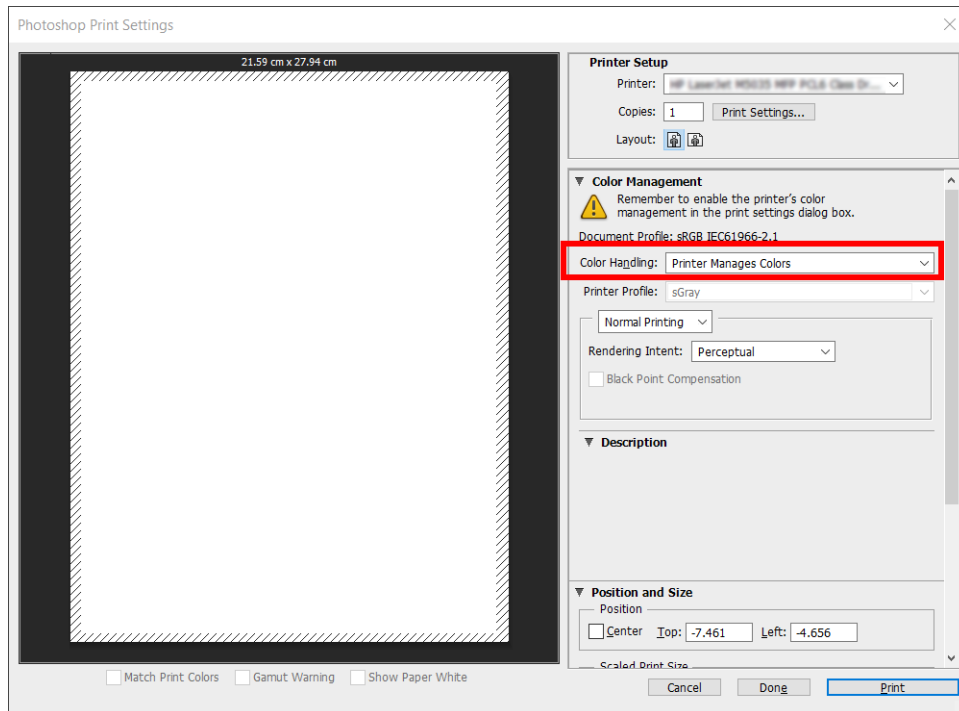 Photoshop Print Settings
21.59 cm x 27.94 cm
Printer Setup
Printer:
Copies: 1 Print Settings...
Layout:
Color Management
Remember to enable the printer's color
management in the print settings dialog box.
Document Profile: sRGB IEC61966-2.1
Color Handling: Printer Manages Colors
Printer Profile: sGray
Normal Printing
Rendering Intent: Perceptual
Black Point Compensation
Description
Position and Size
Position
Center Top: -7.461 Left: -4.656
Scaled Print Size
Match Print Colors Gamut Warning Show Paper White
Cancel Done Print